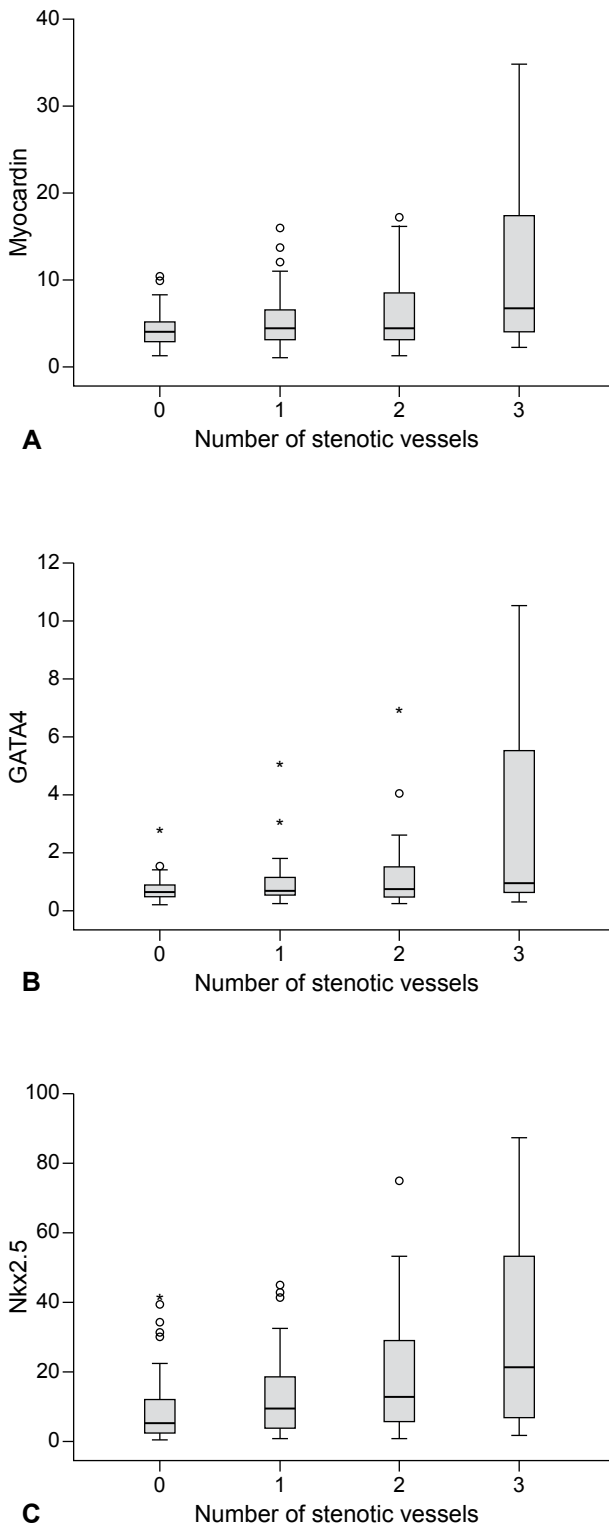 40
30
20
10
0
Myocardin
0 1 2 3
A Number of stenotic vessels
12
10
8
6
4
2
0
GATA4
* * * *
0 1 2 3
B Number of stenotic vessels
100
80
60
40
20
0
Nkx2.5
*
0 1 2 3
C Number of stenotic vessels